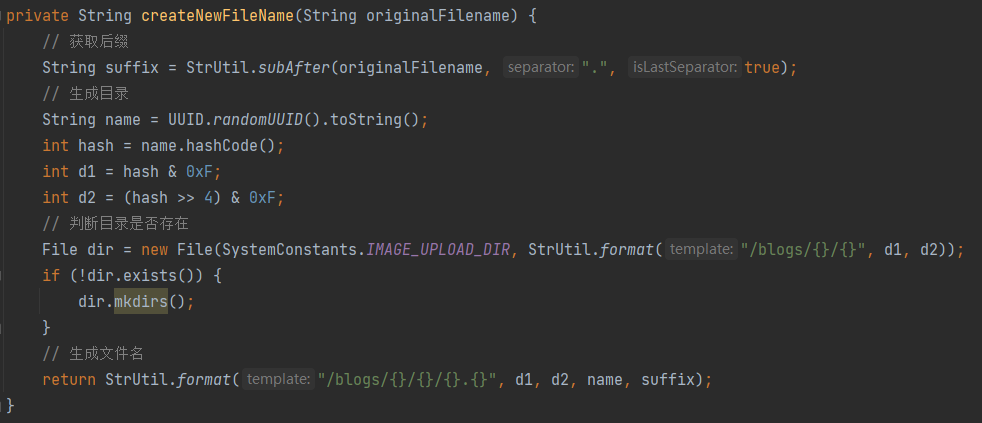 private String createNewFileName(String originalFilename) {
    // 获取后缀
    String suffix = StrUtil.subAfter(originalFilename, separator: ".", isLastSeparator: true);
    // 生成目录
    String name = UUID.randomUUID().toString();
    int hash = name.hashCode();
    int d1 = hash & 0xF;
    int d2 = (hash >> 4) & 0xF;
    // 判断目录是否存在
    File dir = new File(SystemConstants.IMAGE_UPLOAD_DIR, StrUtil.format( template: "/blogs/{}/{}", d1, d2));
    if (!dir.exists()) {
        dir.mkdirs();
    }
    // 生成文件名
    return StrUtil.format( template: "/blogs/{}/{}/{}.{}", d1, d2, name, suffix);
}